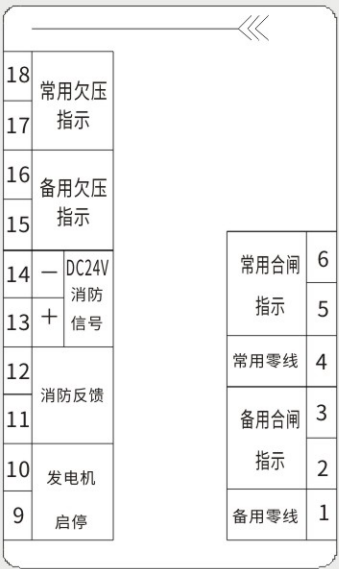 18
常用欠压
17
指示
16
备用欠压
15
指示
14
－
DC24V
消防
13
＋
信号
12
消防反馈
11
10
发电机
9
启停
常用合闸
6
指示
5
常用零线
4
备用合闸
3
指示
2
备用零线
1